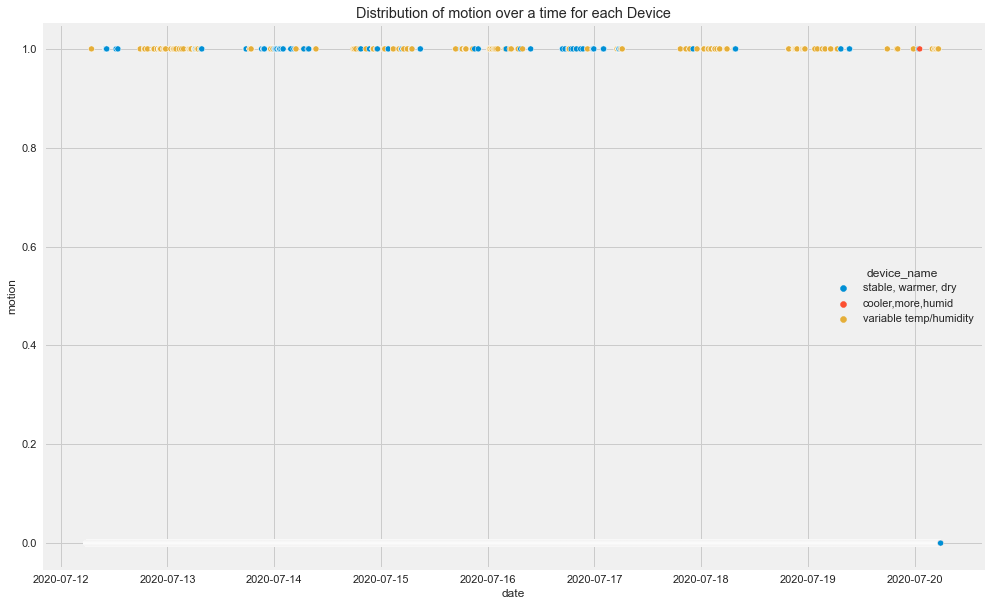 Distribution of motion over a time for each Device
1.0
0.8
0.6
0.4
0.2
0.0
motion
device_name
stable, warmer, dry
cooler,more,humid
variable temp/humidity
2020-07-12
2020-07-13
2020-07-14
2020-07-15
2020-07-16
2020-07-17
2020-07-18
2020-07-19
2020-07-20
date